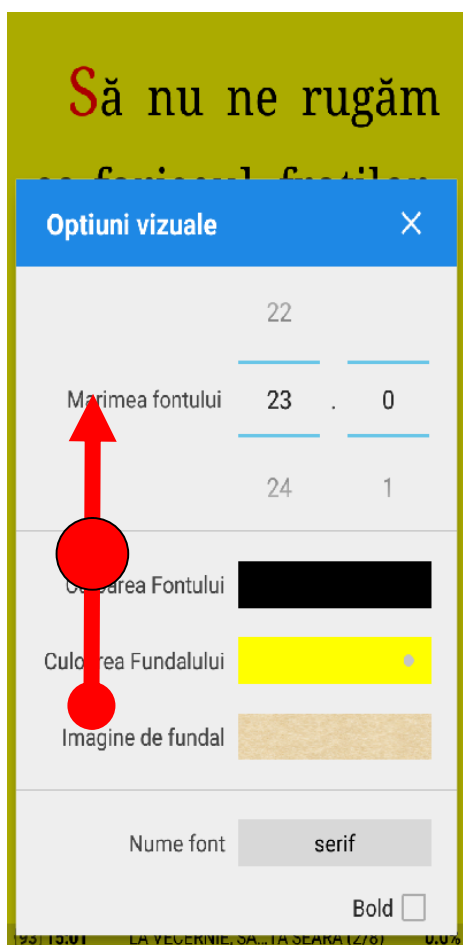 Să nu ne rugăm
Optiuni vizuale
22
Marimea fontului 23 . 0
24 1
Culoarea Fontului
Culoarea Fundalului
Imagine de fundal
Nume font serif
Bold
15:01 LA VECERNIE, SÂ...TA SEARA (2/8) 0.0%